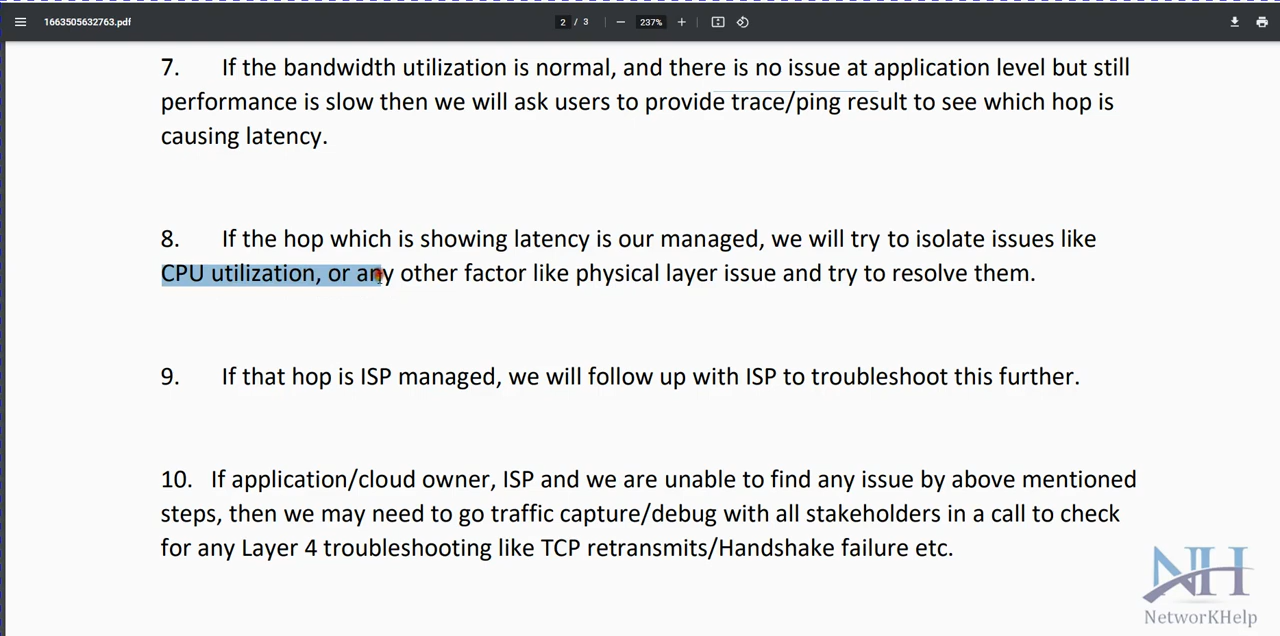 1663505632763.pdf
2 / 3
237%
7. If the bandwidth utilization is normal, and there is no issue at application level but still
performance is slow then we will ask users to provide trace/ping result to see which hop is
causing latency.
8. If the hop which is showing latency is our managed, we will try to isolate issues like
CPU utilization, or any other factor like physical layer issue and try to resolve them.
9. If that hop is ISP managed, we will follow up with ISP to troubleshoot this further.
10. If application/cloud owner, ISP and we are unable to find any issue by above mentioned
steps, then we may need to go traffic capture/debug with all stakeholders in a call to check
for any Layer 4 troubleshooting like TCP retransmits/Handshake failure etc.
NH
NetworKHelp